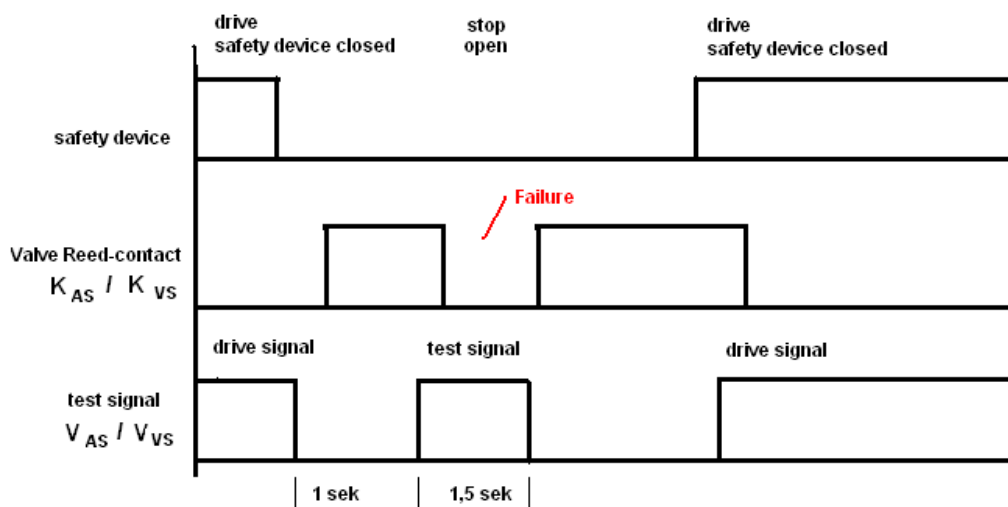 drive
safety device closed
stop
open
drive
safety device closed
safety device
Failure
Valve Reed-contact
K AS / K VS
drive signal
test signal
drive signal
test signal
V AS / V VS
1 sek
1,5 sek